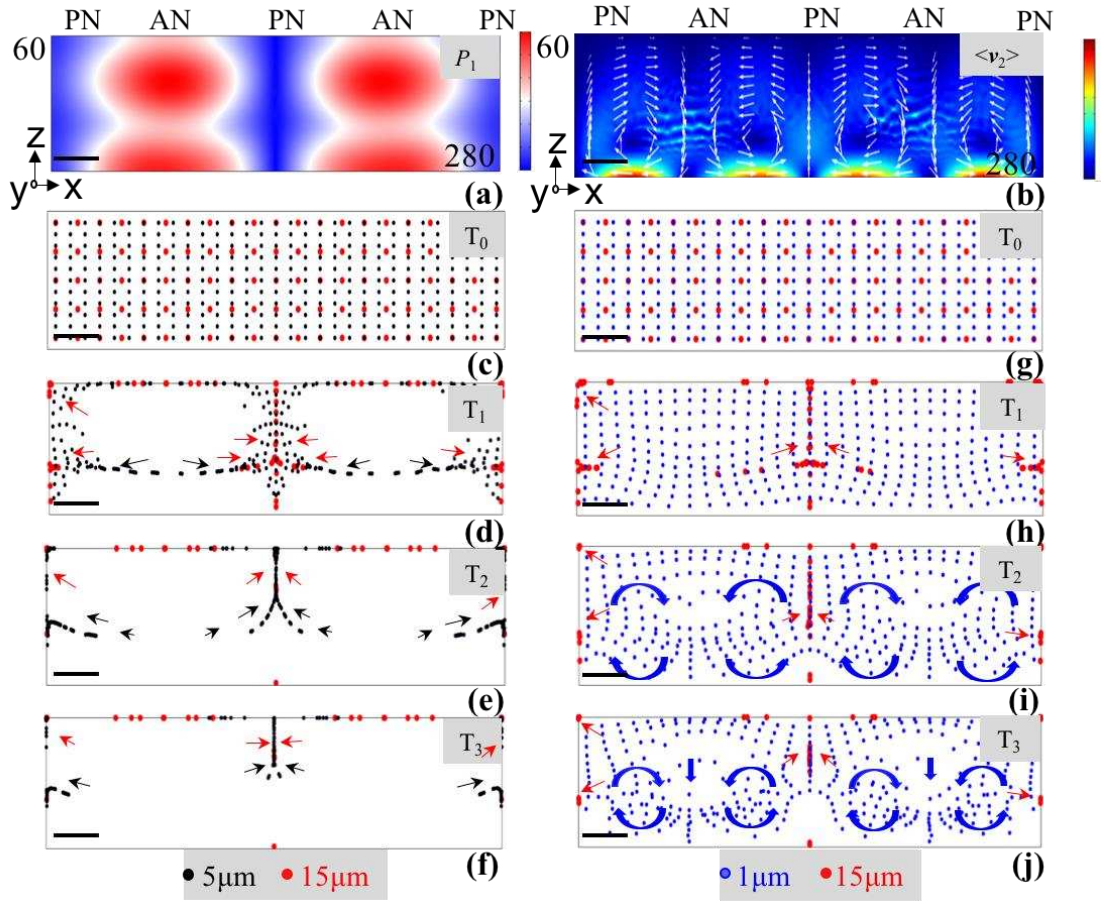 PN AN PN AN PN
60 P₁
280
z
y x
(a)
PN AN PN AN PN
60 <v₂>
280
z
y x
(b)
T₀
(c)
T₀
(g)
T₁
(d)
T₁
(h)
T₂
(e)
T₂
(i)
T₃
(f)
T₃
(j)
5μm 15μm
1μm 15μm